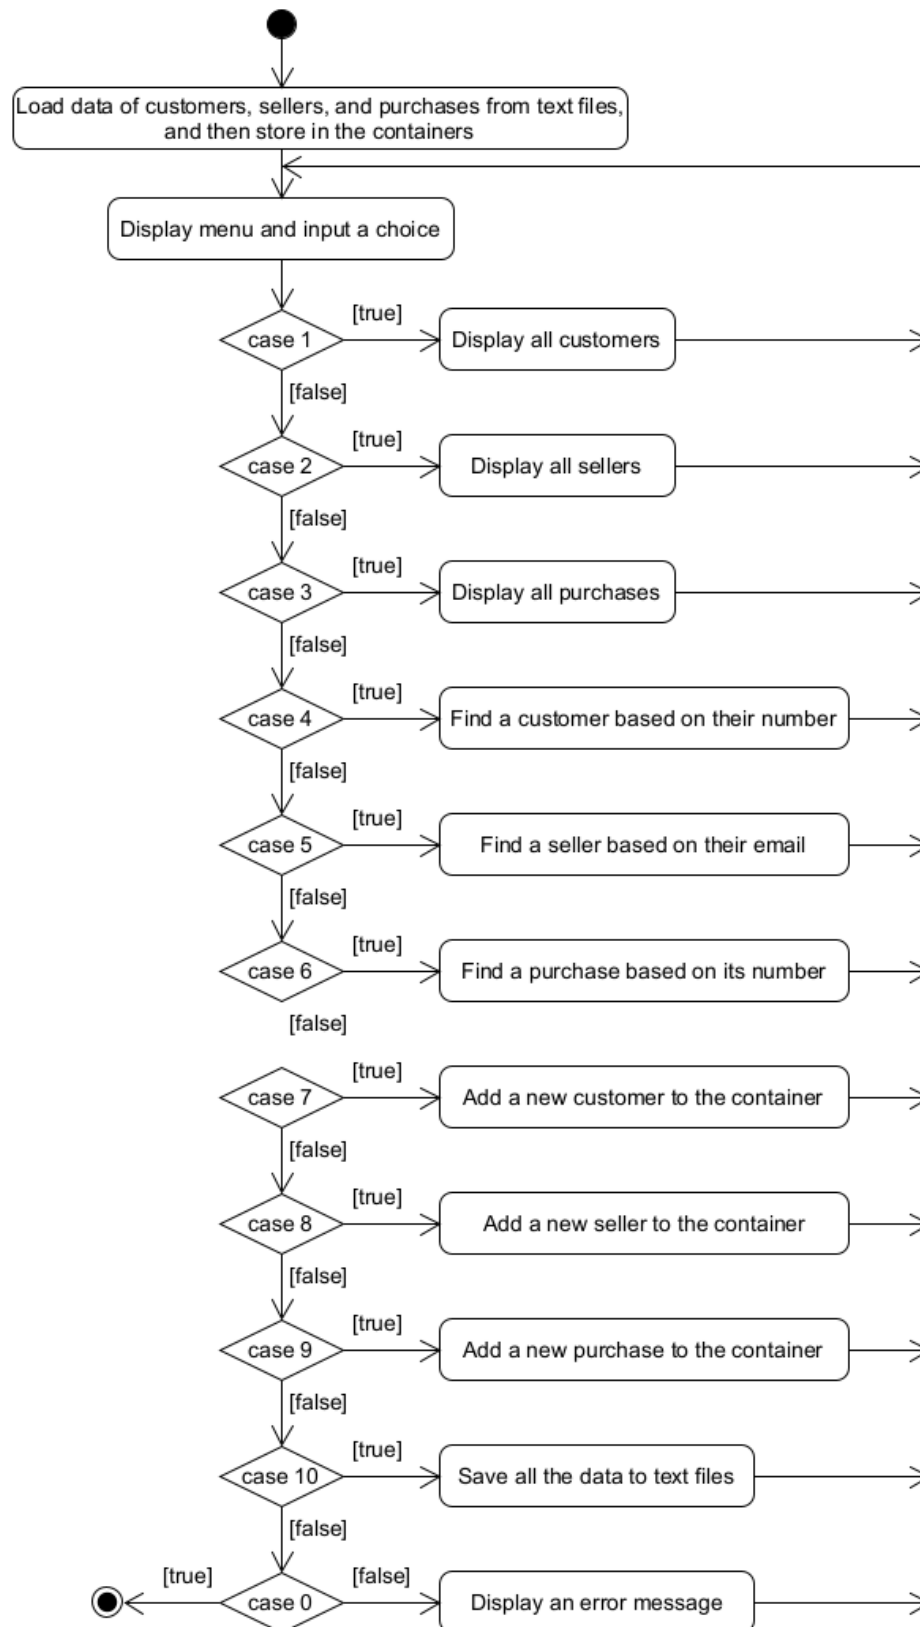 Load data of customers, sellers, and purchases from text files,
and then store in the containers
Display menu and input a choice
case 1
[true]
Display all customers
[false]
case 2
[true]
Display all sellers
[false]
case 3
[true]
Display all purchases
[false]
case 4
[true]
Find a customer based on their number
[false]
case 5
[true]
Find a seller based on their email
[false]
case 6
[true]
Find a purchase based on its number
[false]
case 7
[true]
Add a new customer to the container
[false]
case 8
[true]
Add a new seller to the container
[false]
case 9
[true]
Add a new purchase to the container
[false]
case 10
[true]
Save all the data to text files
[false]
[true]
case 0
[false]
Display an error message